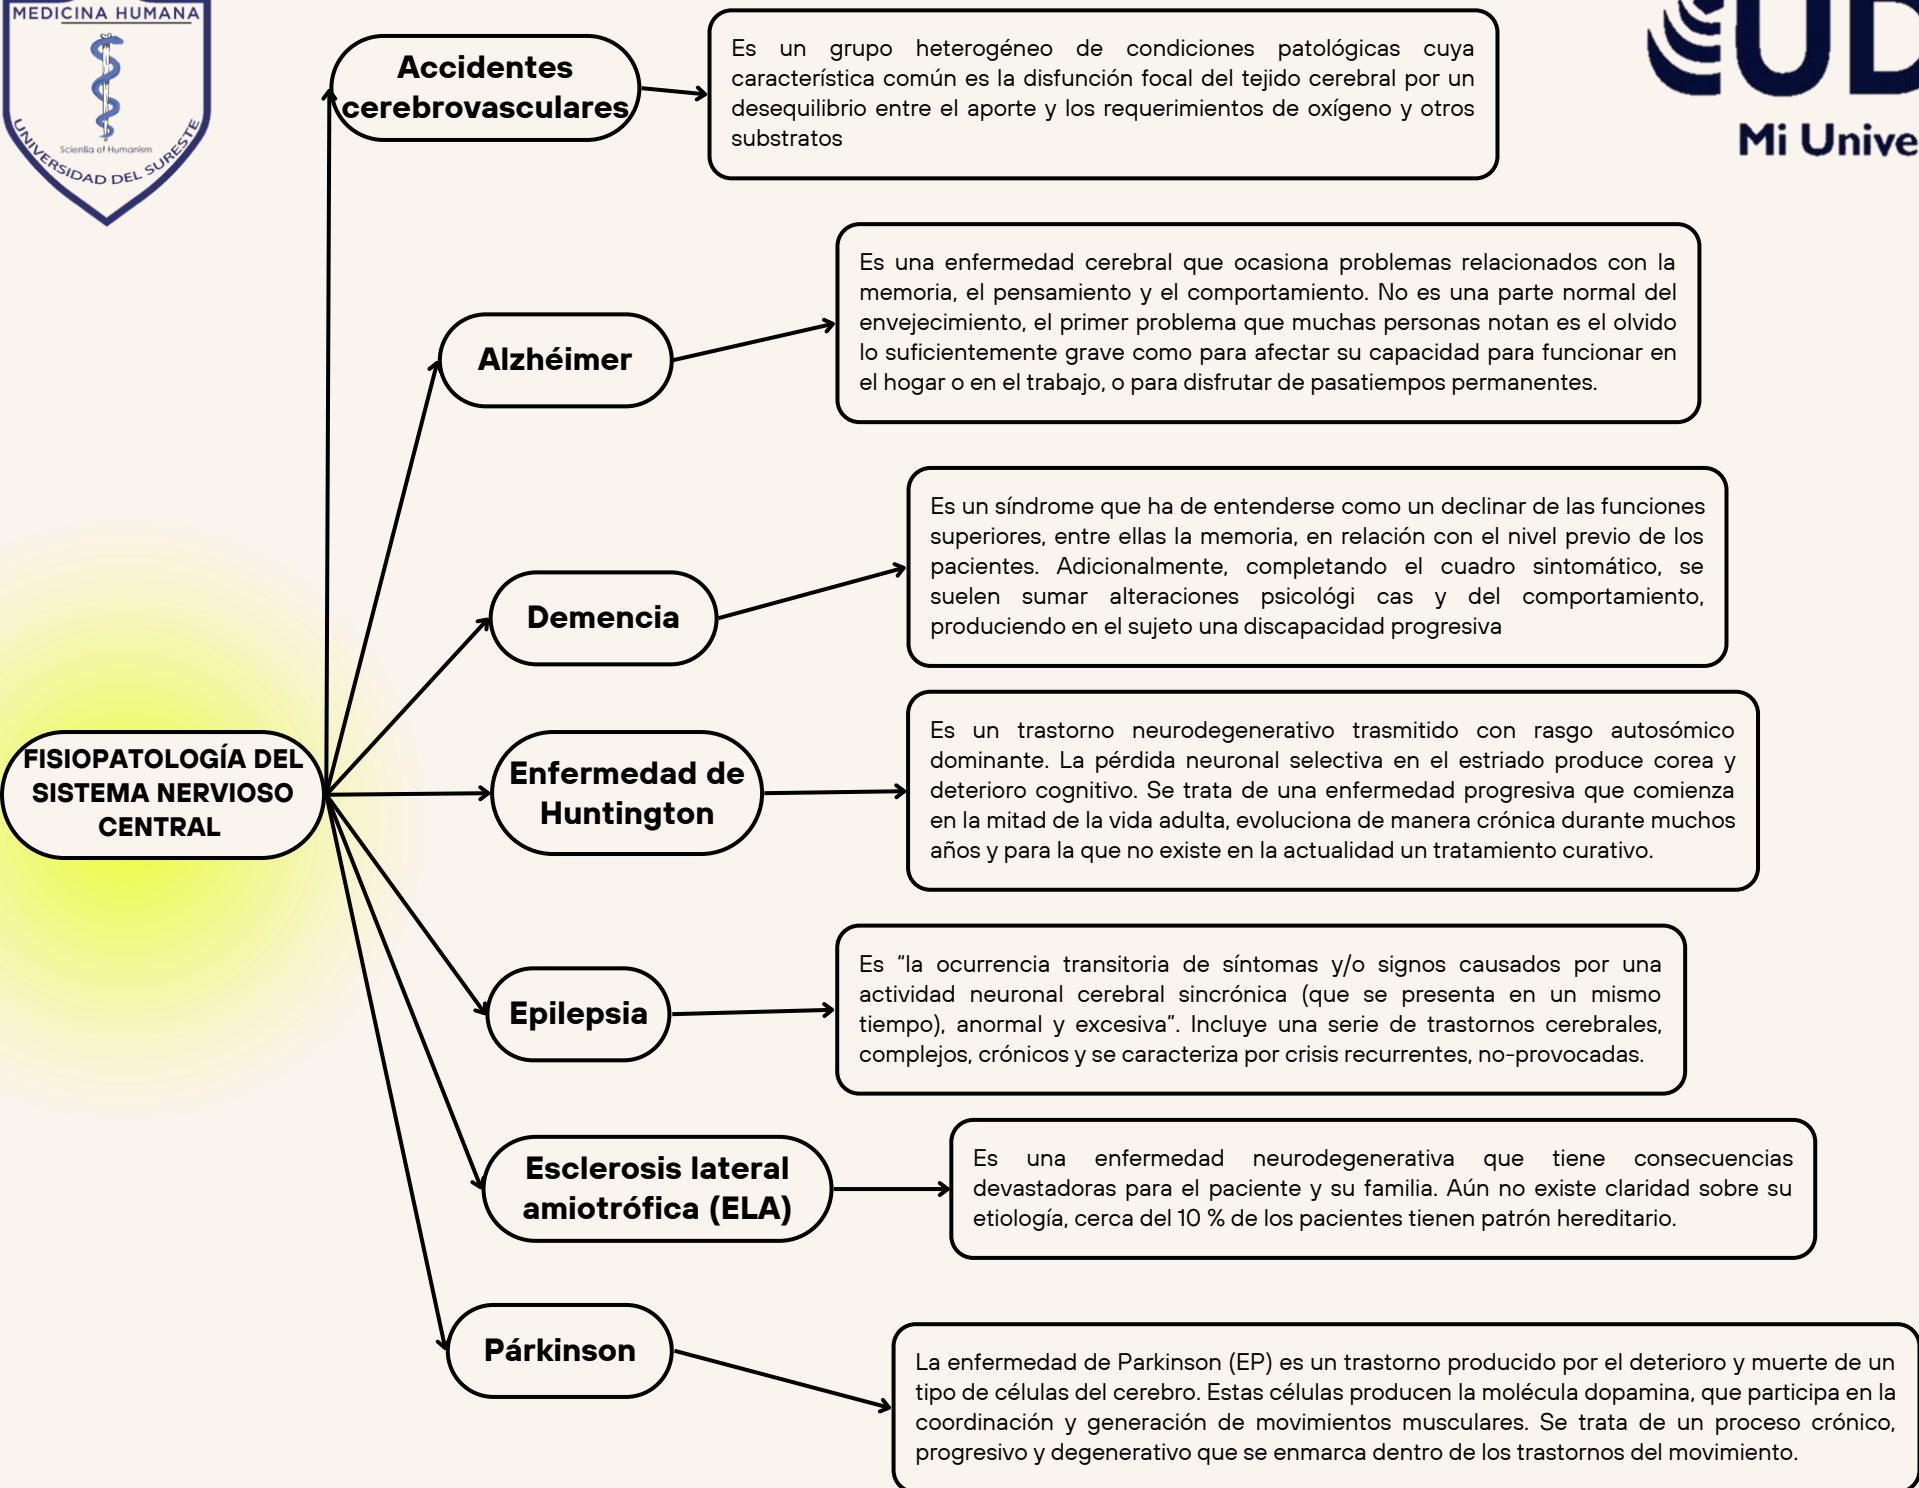 MEDICINA HUMANA
Scientia et Humanism
UNIVERSIDAD DEL SURESTE
Mi Unive
Accidentes
cerebrovasculares
Es un grupo heterogéneo de condiciones patológicas cuya
característica común es la disfunción focal del tejido cerebral por un
desequilibrio entre el aporte y los requerimientos de oxígeno y otros
substratos
Alzhéimer
Es una enfermedad cerebral que ocasiona problemas relacionados con la
memoria, el pensamiento y el comportamiento. No es una parte normal del
envejecimiento, el primer problema que muchas personas notan es el olvido
lo suficientemente grave como para afectar su capacidad para funcionar en
el hogar o en el trabajo, o para disfrutar de pasatiempos permanentes.
Demencia
Es un síndrome que ha de entenderse como un declinar de las funciones
superiores, entre ellas la memoria, en relación con el nivel previo de los
pacientes. Adicionalmente, completando el cuadro sintomático, se
suelen sumar alteraciones psicológi cas y del comportamiento,
produciendo en el sujeto una discapacidad progresiva
FISIOPATOLOGÍA DEL
SISTEMA NERVIOSO
CENTRAL
Enfermedad de
Huntington
Es un trastorno neurodegenerativo trasmitido con rasgo autosómico
dominante. La pérdida neuronal selectiva en el estriado produce corea y
deterioro cognitivo. Se trata de una enfermedad progresiva que comienza
en la mitad de la vida adulta, evoluciona de manera crónica durante muchos
años y para la que no existe en la actualidad un tratamiento curativo.
Epilepsia
Es “la ocurrencia transitoria de síntomas y/o signos causados por una
actividad neuronal cerebral sincrónica (que se presenta en un mismo
tiempo), anormal y excesiva”. Incluye una serie de trastornos cerebrales,
complejos, crónicos y se caracteriza por crisis recurrentes, no-provocadas.
Esclerosis lateral
amiotrófica (ELA)
Es una enfermedad neurodegenerativa que tiene consecuencias
devastadoras para el paciente y su familia. Aún no existe claridad sobre su
etiología, cerca del 10 % de los pacientes tienen patrón hereditario.
Párkinson
La enfermedad de Parkinson (EP) es un trastorno producido por el deterioro y muerte de un
tipo de células del cerebro. Estas células producen la molécula dopamina, que participa en la
coordinación y generación de movimientos musculares. Se trata de un proceso crónico,
progresivo y degenerativo que se enmarca dentro de los trastornos del movimiento.